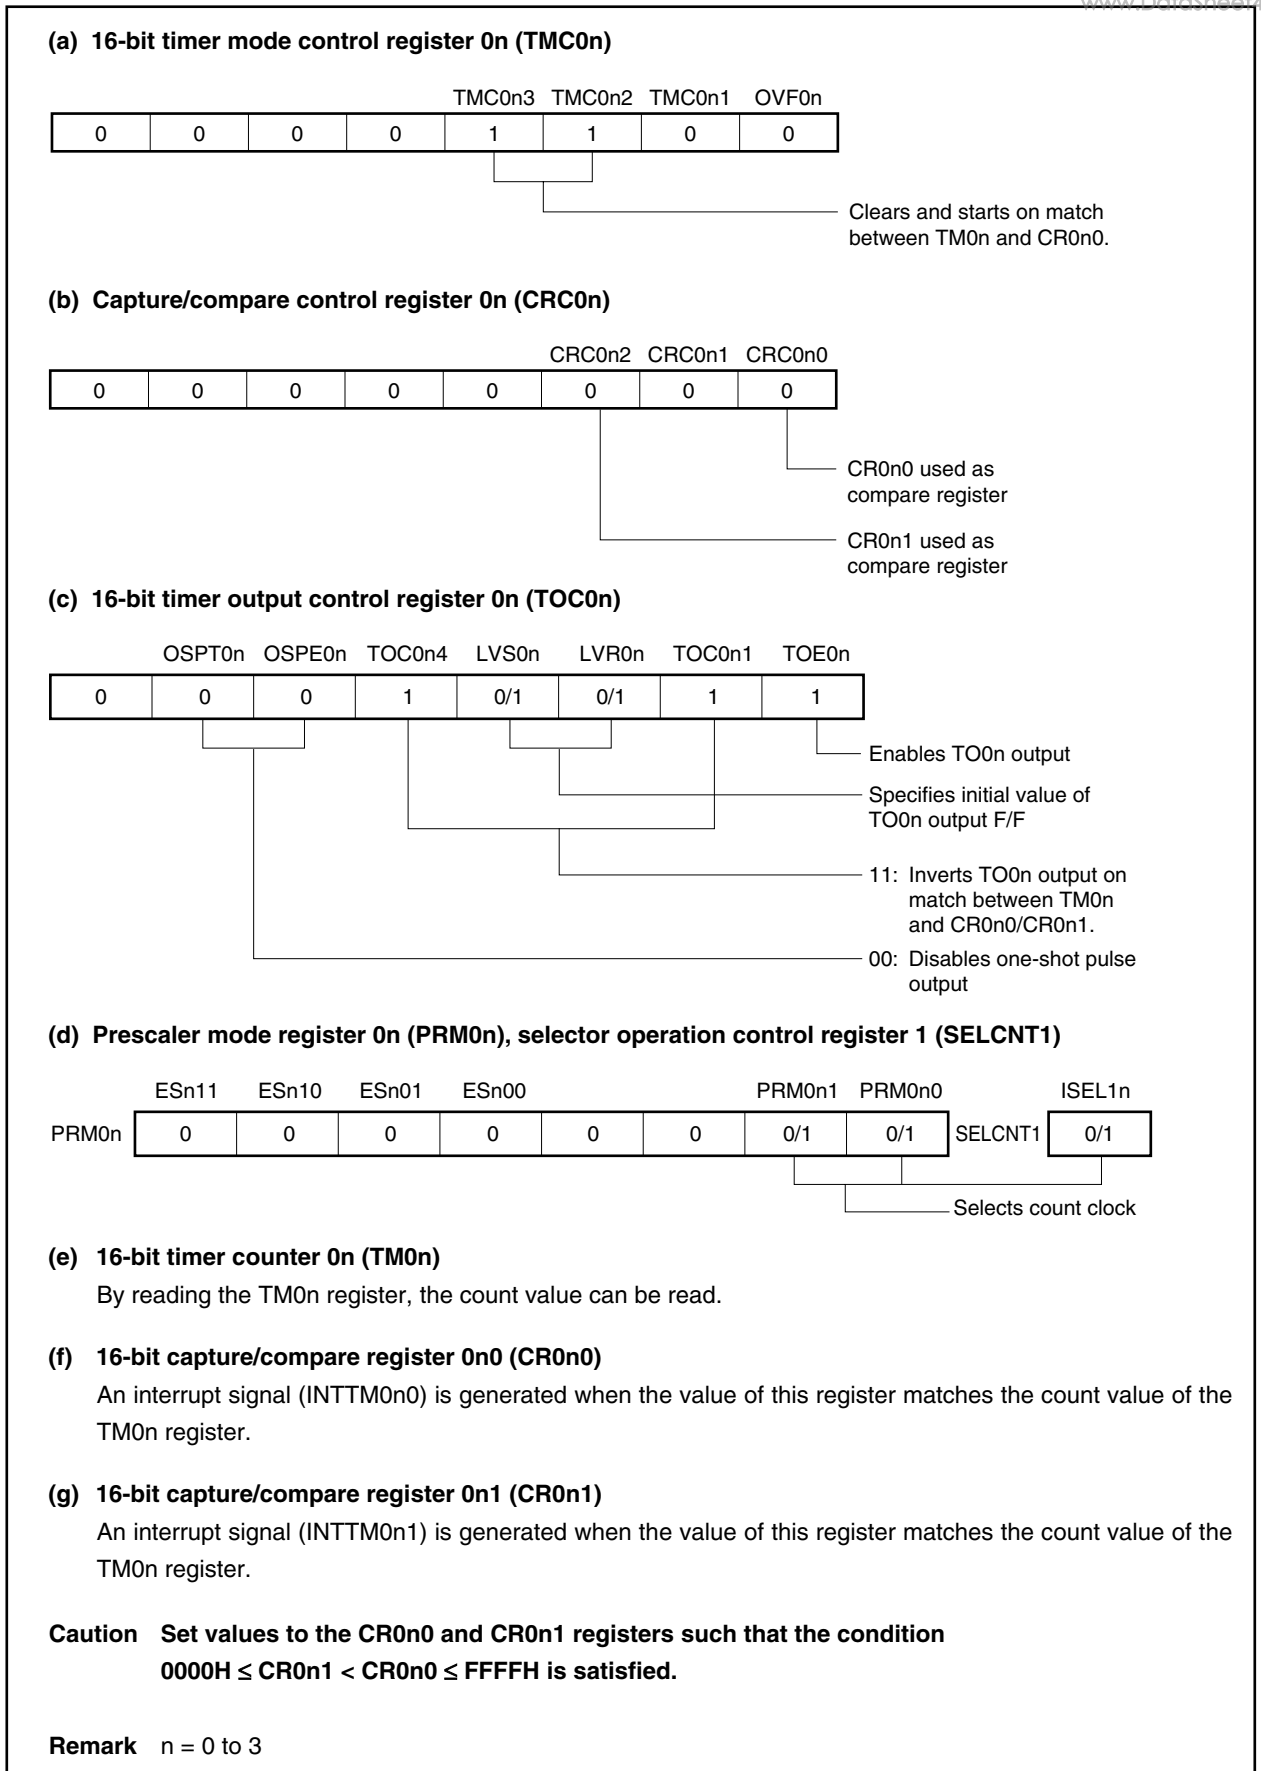 www.DataSheet4
(a) 16-bit timer mode control register 0n (TMC0n)
TMC0n3 TMC0n2 TMC0n1 OVF0n
0 0 0 0 1 1 0 0
Clears and starts on match
between TM0n and CR0n0.
(b) Capture/compare control register 0n (CRC0n)
CRC0n2 CRC0n1 CRC0n0
0 0 0 0 0 0 0 0
CR0n0 used as
compare register
CR0n1 used as
compare register
(c) 16-bit timer output control register 0n (TOC0n)
OSPT0n OSPE0n TOC0n4 LVS0n LVR0n TOC0n1 TOE0n
0 0 0 1 0/1 0/1 1 1
Enables TO0n output
Specifies initial value of
TO0n output F/F
11: Inverts TO0n output on
match between TM0n
and CR0n0/CR0n1.
00: Disables one-shot pulse
output
(d) Prescaler mode register 0n (PRM0n), selector operation control register 1 (SELCNT1)
ESn11 ESn10 ESn01 ESn00 PRM0n1 PRM0n0 ISEL1n
PRM0n 0 0 0 0 0 0 0/1 0/1 SELCNT1 0/1
Selects count clock
(e) 16-bit timer counter 0n (TM0n)
By reading the TM0n register, the count value can be read.
(f) 16-bit capture/compare register 0n0 (CR0n0)
An interrupt signal (INTTM0n0) is generated when the value of this register matches the count value of the
TM0n register.
(g) 16-bit capture/compare register 0n1 (CR0n1)
An interrupt signal (INTTM0n1) is generated when the value of this register matches the count value of the
TM0n register.
Caution Set values to the CR0n0 and CR0n1 registers such that the condition
0000H ≤ CR0n1 < CR0n0 ≤ FFFFH is satisfied.
Remark n = 0 to 3